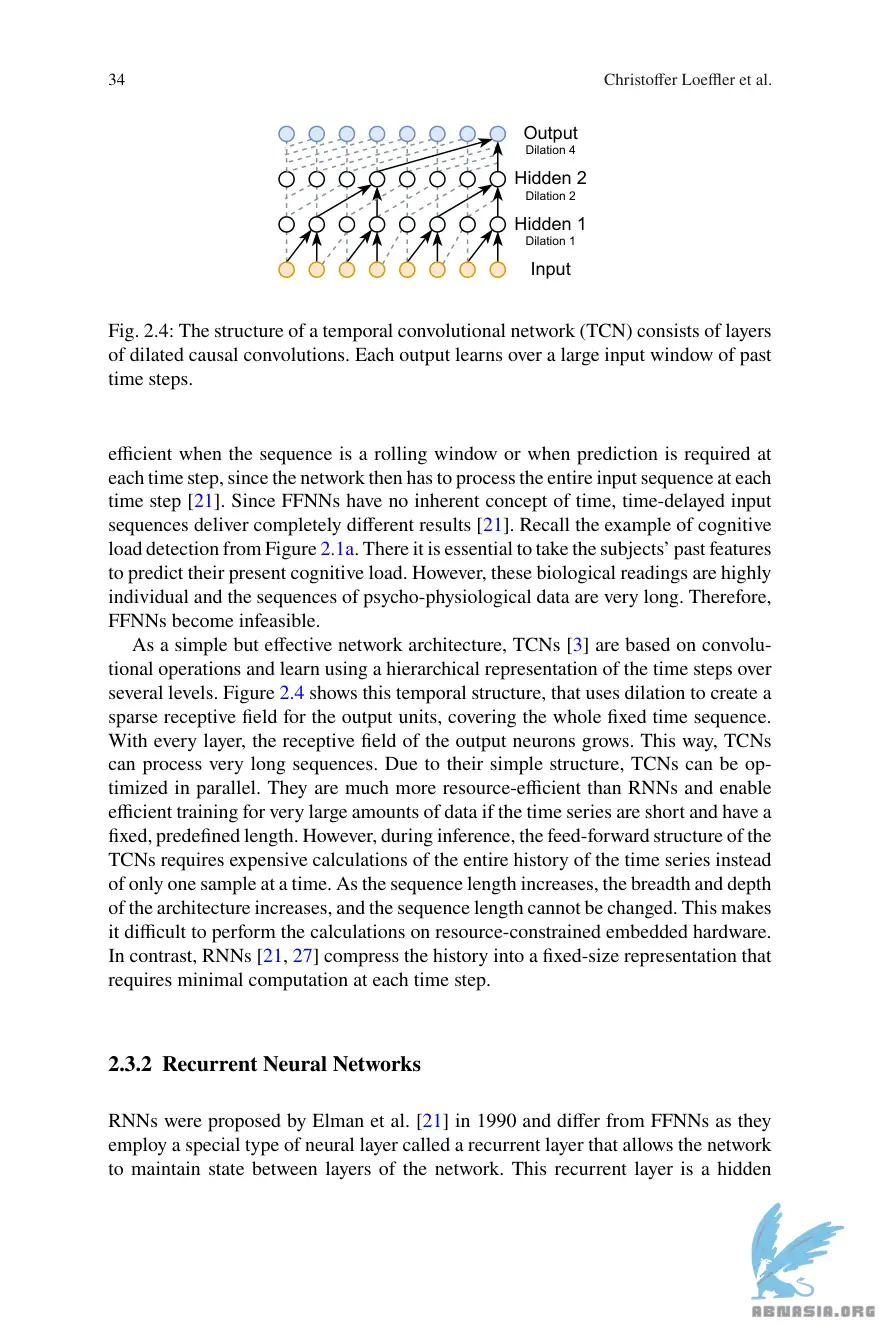 34
Christoffer Loeffler et al.
Output
Dilation 4
Hidden 2
Dilation 2
Hidden 1
Dilation 1
Input
Fig. 2.4: The structure of a temporal convolutional network (TCN) consists of layers
of dilated causal convolutions. Each output learns over a large input window of past
time steps.
efficient when the sequence is a rolling window or when prediction is required at
each time step, since the network then has to process the entire input sequence at each
time step [21]. Since FFNNs have no inherent concept of time, time-delayed input
sequences deliver completely different results [21]. Recall the example of cognitive
load detection from Figure 2.1a. There it is essential to take the subjects’ past features
to predict their present cognitive load. However, these biological readings are highly
individual and the sequences of psycho-physiological data are very long. Therefore,
FFNNs become infeasible.
As a simple but effective network architecture, TCNs [3] are based on convolu-
tional operations and learn using a hierarchical representation of the time steps over
several levels. Figure 2.4 shows this temporal structure, that uses dilation to create a
sparse receptive field for the output units, covering the whole fixed time sequence.
With every layer, the receptive field of the output neurons grows. This way, TCNs
can process very long sequences. Due to their simple structure, TCNs can be op-
timized in parallel. They are much more resource-efficient than RNNs and enable
efficient training for very large amounts of data if the time series are short and have a
fixed, predefined length. However, during inference, the feed-forward structure of the
TCNs requires expensive calculations of the entire history of the time series instead
of only one sample at a time. As the sequence length increases, the breadth and depth
of the architecture increases, and the sequence length cannot be changed. This makes
it difficult to perform the calculations on resource-constrained embedded hardware.
In contrast, RNNs [21, 27] compress the history into a fixed-size representation that
requires minimal computation at each time step.
2.3.2 Recurrent Neural Networks
RNNs were proposed by Elman et al. [21] in 1990 and differ from FFNNs as they
employ a special type of neural layer called a recurrent layer that allows the network
to maintain state between layers of the network. This recurrent layer is a hidden
ABNASIA.ORG